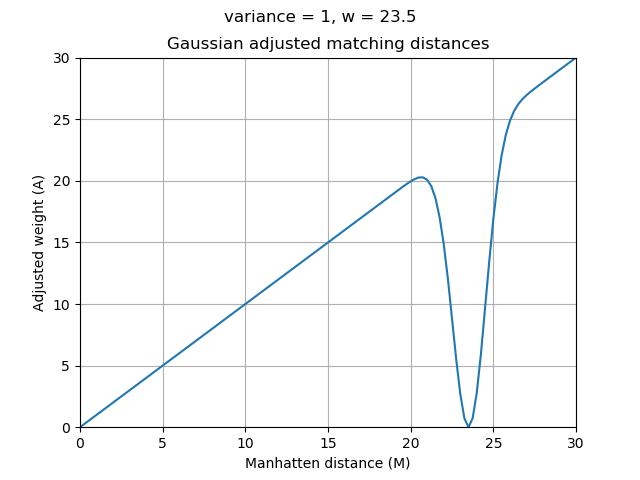 variance = 1, w = 23.5
Gaussian adjusted matching distances
30
25
20
15
10
5
0
Adjusted weight (A)
0 5 10 15 20 25 30
Manhatten distance (M)